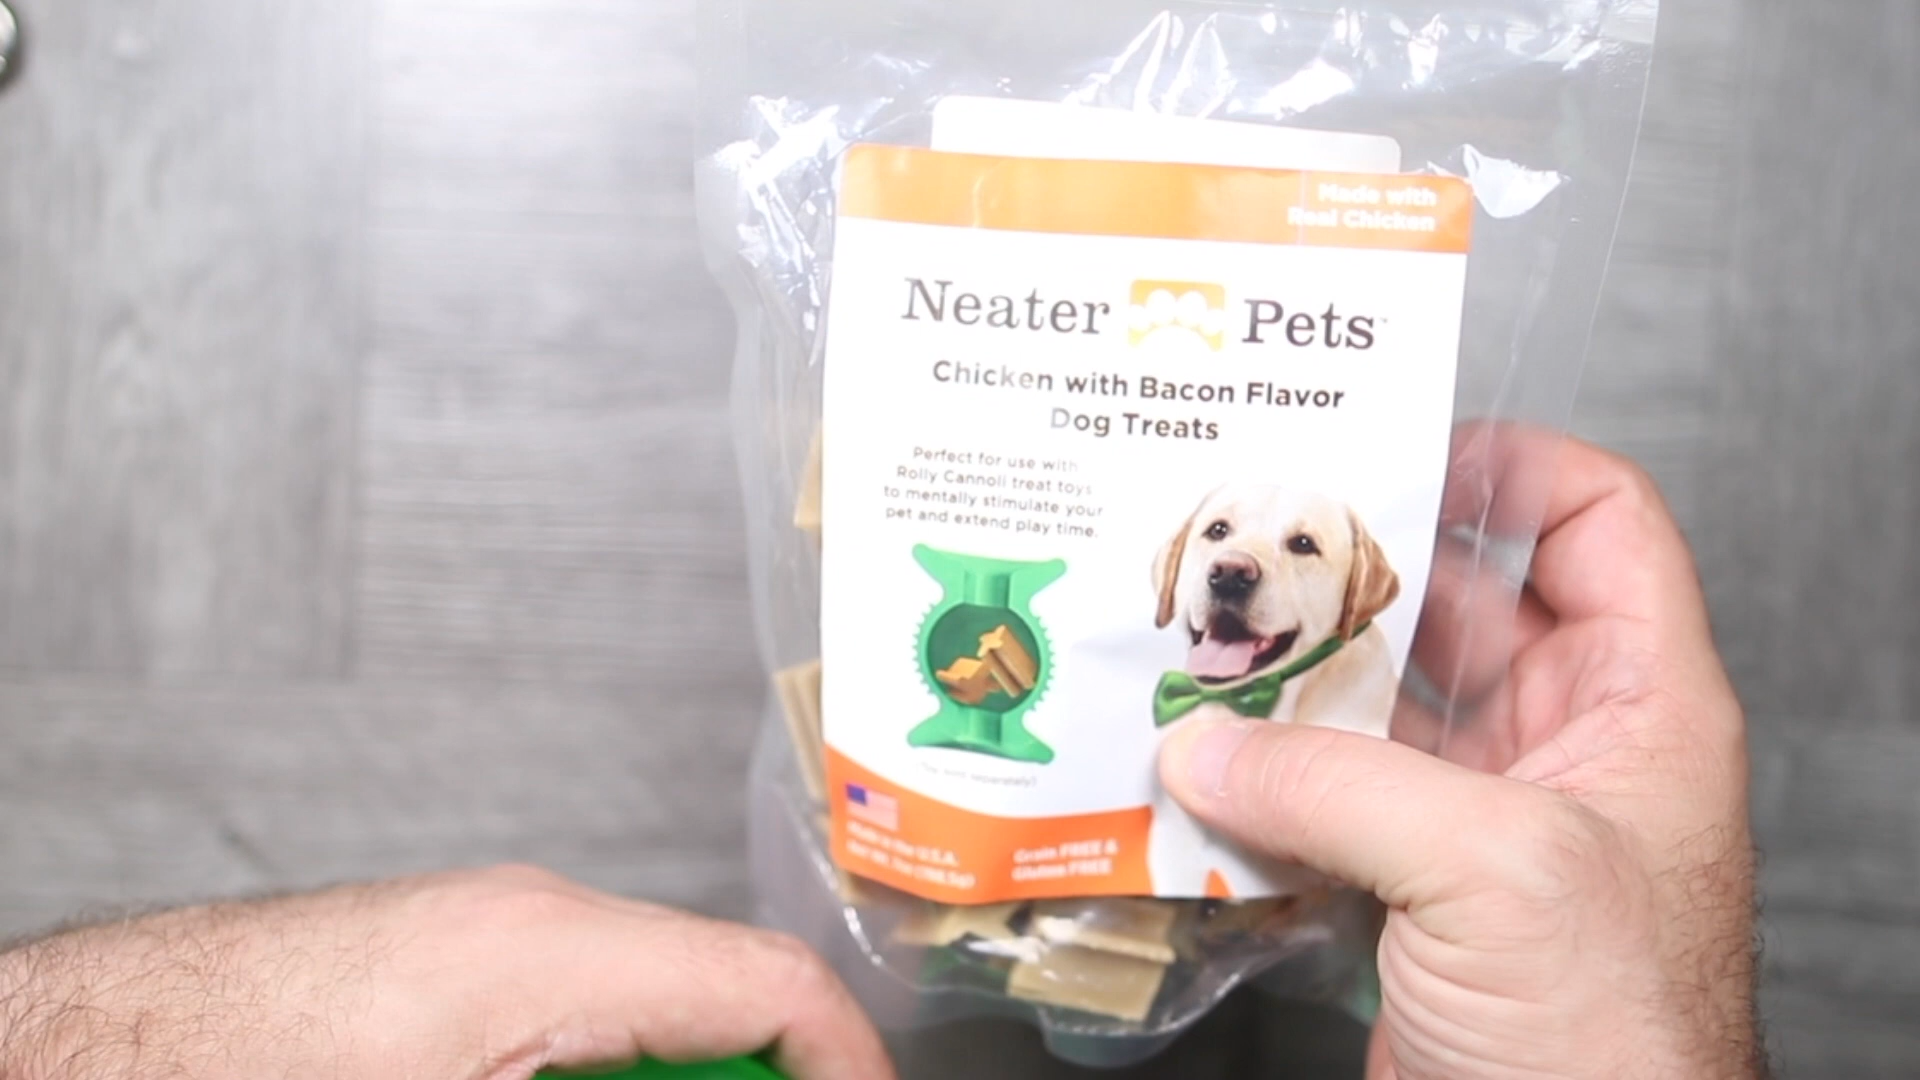 Made with
Real Chicken
Neater Pets
Chicken with Bacon Flavor
Dog Treats
Perfect for use with
Rolly Cannoli treat toys
to mentally stimulate your
pet and extend play time.
separately)
Made in the U.S.A.
Grain FREE &
Gluten FREE